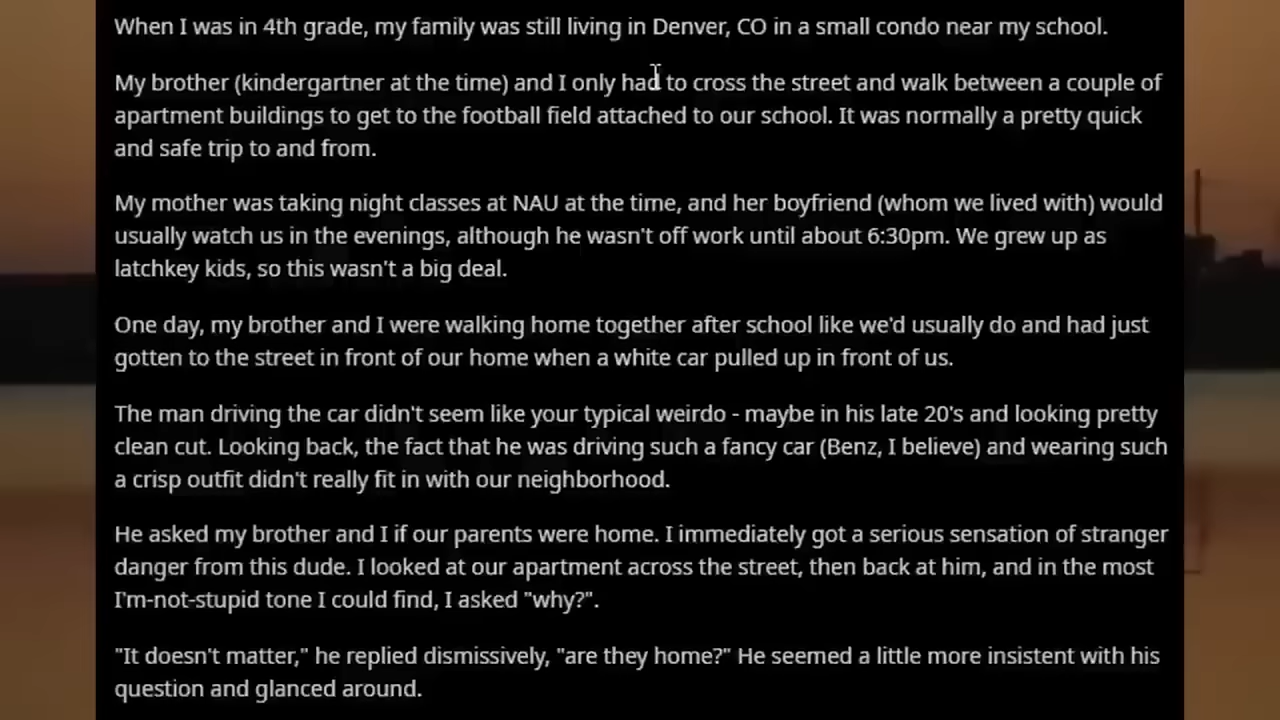 When I was in 4th grade, my family was still living in Denver, CO in a small condo near my school.
My brother (kindergartner at the time) and I only had to cross the street and walk between a couple of
apartment buildings to get to the football field attached to our school. It was normally a pretty quick
and safe trip to and from.
My mother was taking night classes at NAU at the time, and her boyfriend (whom we lived with) would
usually watch us in the evenings, although he wasn't off work until about 6:30pm. We grew up as
latchkey kids, so this wasn't a big deal.
One day, my brother and I were walking home together after school like we'd usually do and had just
gotten to the street in front of our home when a white car pulled up in front of us.
The man driving the car didn't seem like your typical weirdo - maybe in his late 20's and looking pretty
clean cut. Looking back, the fact that he was driving such a fancy car (Benz, I believe) and wearing such
a crisp outfit didn't really fit in with our neighborhood.
He asked my brother and I if our parents were home. I immediately got a serious sensation of stranger
danger from this dude. I looked at our apartment across the street, then back at him, and in the most
I'm-not-stupid tone I could find, I asked "why?".
"It doesn't matter," he replied dismissively, "are they home?" He seemed a little more insistent with his
question and glanced around.